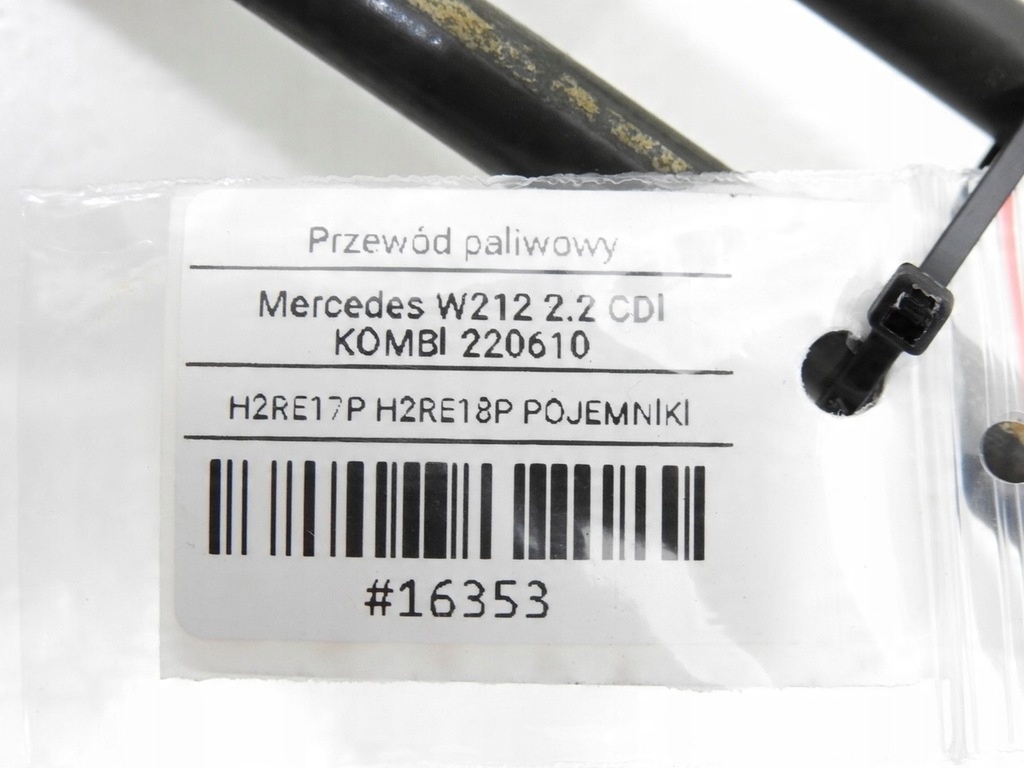 Przewód paliwowy
Mercedes W212 2.2 CDI
KOMBI 220610
H2RE17P H2RE18P POJEMNIKI
#16353